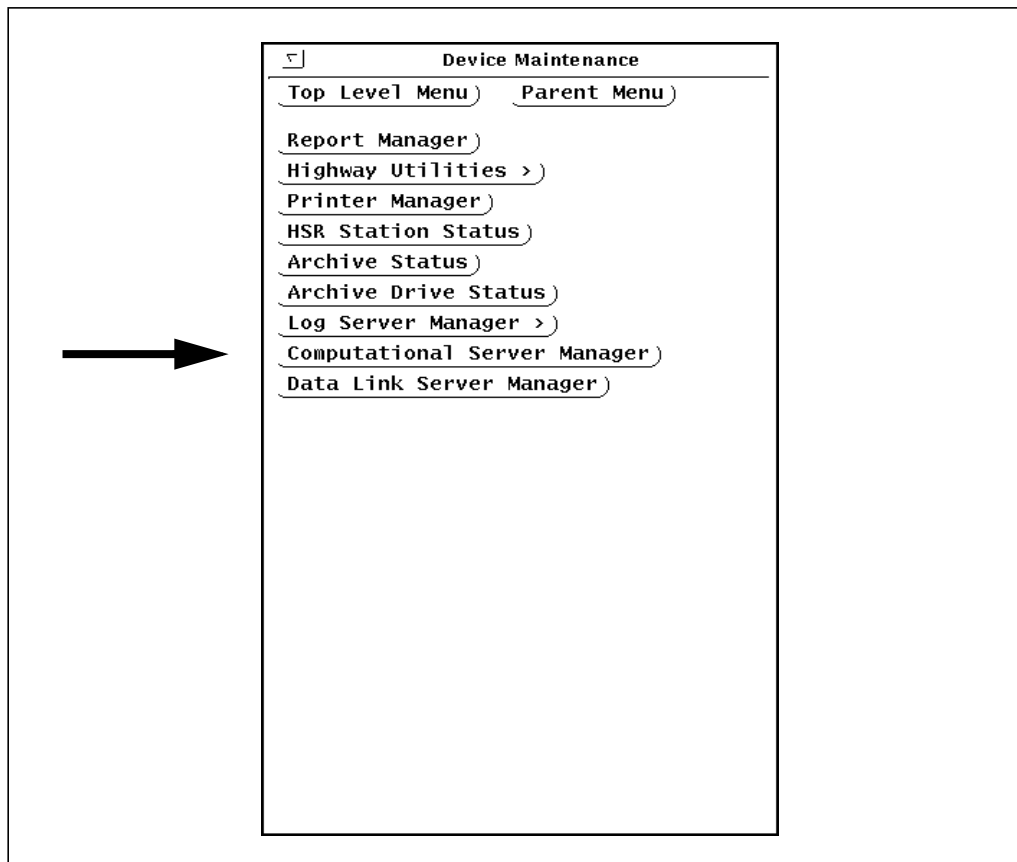 Device Maintenance
Top Level Menu Parent Menu
Report Manager
Highway Utilities >
Printer Manager
HSR Station Status
Archive Status
Archive Drive Status
Log Server Manager >
Computational Server Manager
Data Link Server Manager